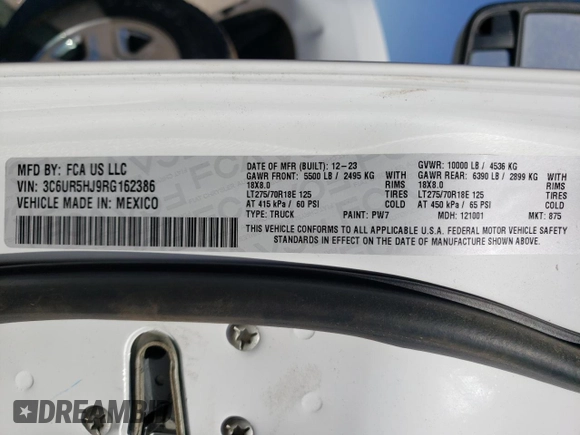 MFD BY: FCA US LLC
VIN: 3C6UR5HJ9RG162386
VEHICLE MADE IN: MEXICO
DATE OF MFR (BUILT): 12-23
GAWR FRONT: 5500 LB / 2495 KG
18X8.0
LT275/70R18E 125
AT 415 kPa / 60 PSI
TYPE: TRUCK
GVWR: 10000 LB / 4536 KG
GAWR REAR: 6390 LB / 2899 KG
RIMS 18X8.0
TIRES LT275/70R18E 125
COLD AT 450 kPa / 65 PSI COLD
PAINT: PW7 MDH: 121001 MKT: 875
THIS VEHICLE CONFORMS TO ALL APPLICABLE U.S.A. FEDERAL MOTOR VEHICLE SAFETY
STANDARDS IN EFFECT ON THE DATE OF MANUFACTURE SHOWN ABOVE.
DREAMBIT